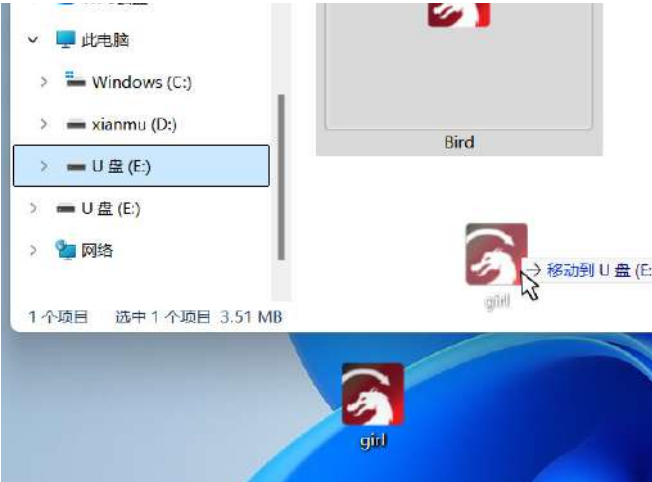 此电脑
Windows (C:)
xianmu (D:)
U 盘 (E:)
U 盘 (E:)
网络
1 个项目 选中 1 个项目 3.51 MB
Bird
→ 移动到 U 盘 (E:
girl
girl